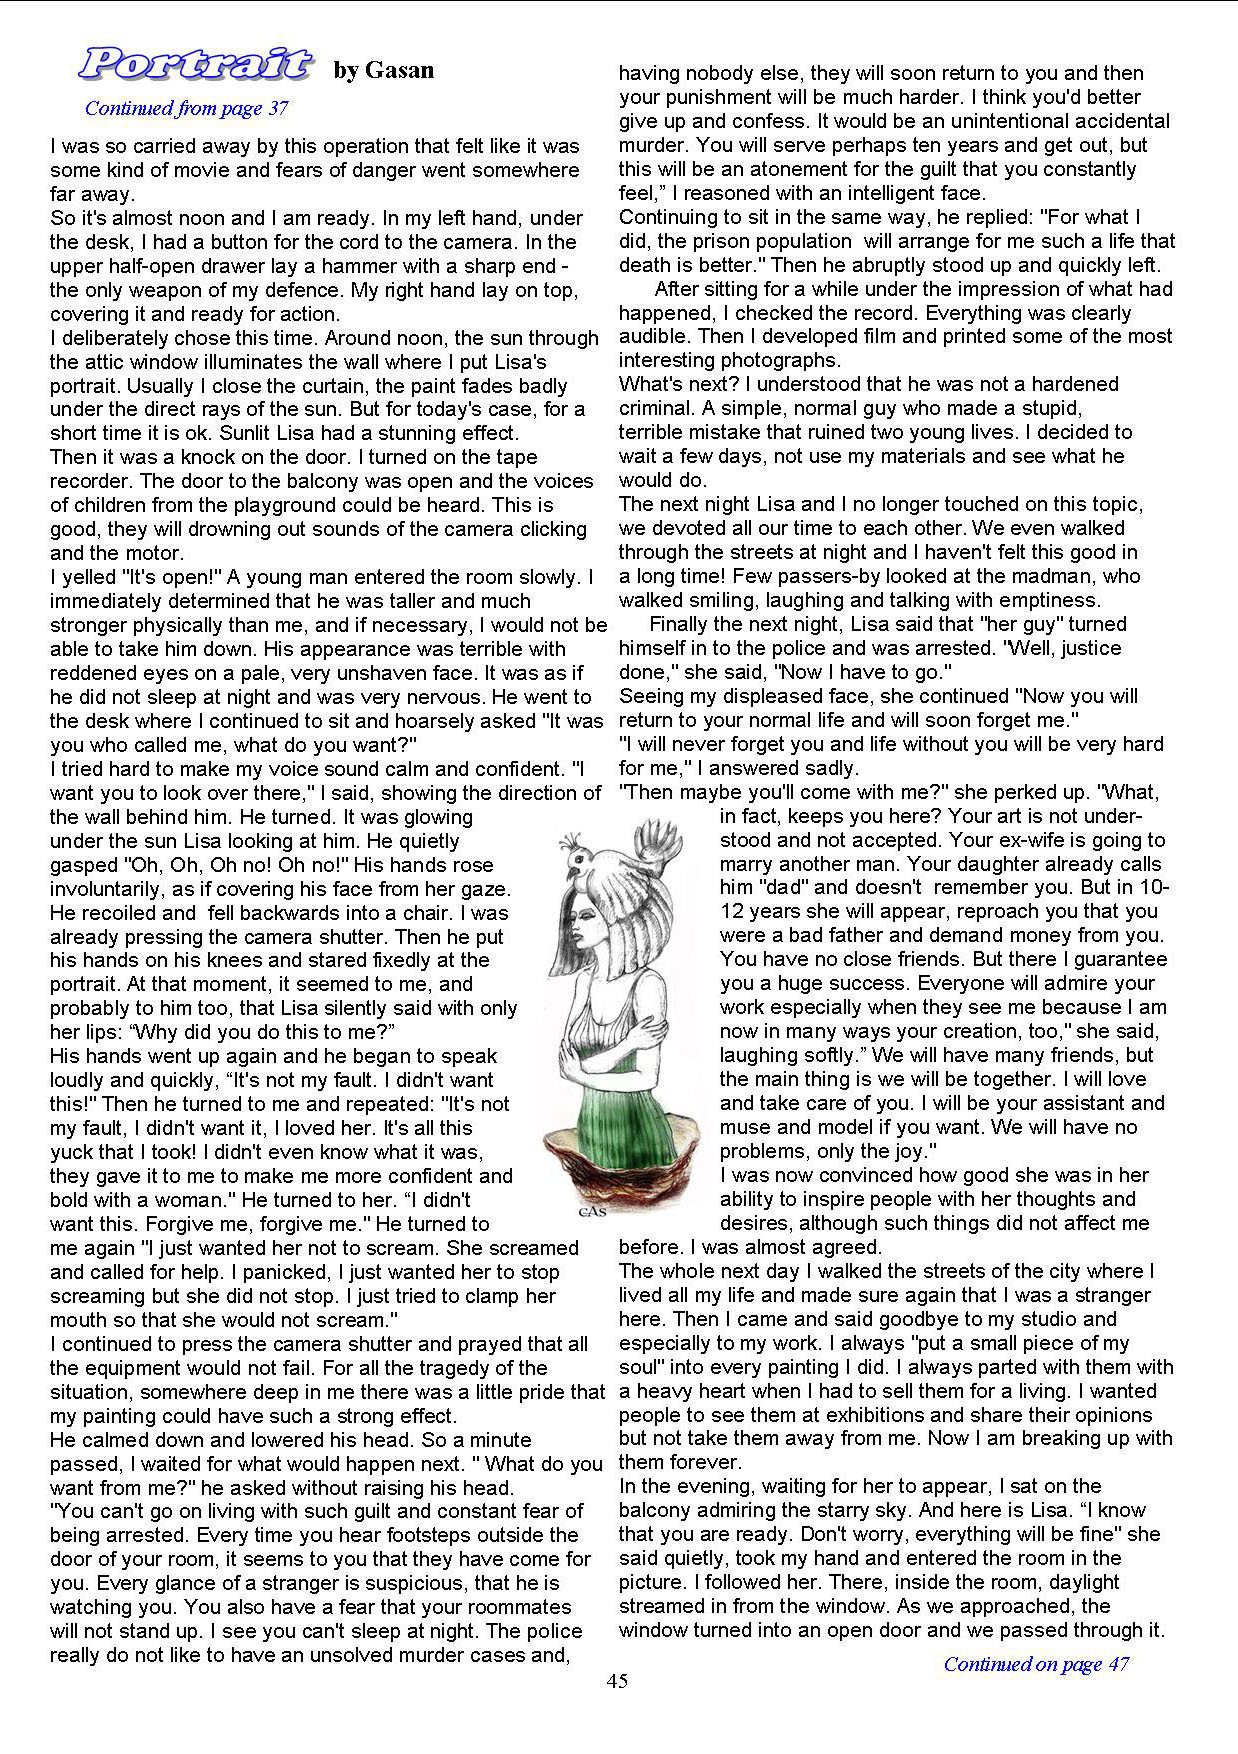 Portrait by Gasan
Continued from page 37
I was so carried away by this operation that felt like it was
some kind of movie and fears of danger went somewhere
far away.
So it's almost noon and I am ready. In my left hand, under
the desk, I had a button for the cord to the camera. In the
upper half-open drawer lay a hammer with a sharp end -
the only weapon of my defence. My right hand lay on top,
covering it and ready for action.
I deliberately chose this time. Around noon, the sun through
the attic window illuminates the wall where I put Lisa's
portrait. Usually I close the curtain, the paint fades badly
under the direct rays of the sun. But for today's case, for a
short time it is ok. Sunlit Lisa had a stunning effect.
Then it was a knock on the door. I turned on the tape
recorder. The door to the balcony was open and the voices
of children from the playground could be heard. This is
good, they will drowning out sounds of the camera clicking
and the motor.
I yelled "It's open!" A young man entered the room slowly. I
immediately determined that he was taller and much
stronger physically than me, and if necessary, I would not be
able to take him down. His appearance was terrible with
reddened eyes on a pale, very unshaven face. It was as if
he did not sleep at night and was very nervous. He went to
the desk where I continued to sit and hoarsely asked "It was
you who called me, what do you want?"
I tried hard to make my voice sound calm and confident. "I
want you to look over there," I said, showing the direction of
the wall behind him. He turned. It was glowing
under the sun Lisa looking at him. He quietly
gasped "Oh, Oh, Oh no! Oh no!" His hands rose
involuntarily, as if covering his face from her gaze.
He recoiled and  fell backwards into a chair. I was
already pressing the camera shutter. Then he put
his hands on his knees and stared fixedly at the
portrait. At that moment, it seemed to me, and
probably to him too, that Lisa silently said with only
her lips: “Why did you do this to me?”
His hands went up again and he began to speak
loudly and quickly, “It's not my fault. I didn't want
this!" Then he turned to me and repeated: "It's not
my fault, I didn't want it, I loved her. It's all this
yuck that I took! I didn't even know what it was,
they gave it to me to make me more confident and
bold with a woman." He turned to her. “I didn't
want this. Forgive me, forgive me." He turned to
me again "I just wanted her not to scream. She screamed
and called for help. I panicked, I just wanted her to stop
screaming but she did not stop. I just tried to clamp her
mouth so that she would not scream."
I continued to press the camera shutter and prayed that all
the equipment would not fail. For all the tragedy of the
situation, somewhere deep in me there was a little pride that
my painting could have such a strong effect.
He calmed down and lowered his head. So a minute
passed, I waited for what would happen next. " What do you
want from me?" he asked without raising his head.
"You can't go on living with such guilt and constant fear of
being arrested. Every time you hear footsteps outside the
door of your room, it seems to you that they have come for
you. Every glance of a stranger is suspicious, that he is
watching you. You also have a fear that your roommates
will not stand up. I see you can't sleep at night. The police
really do not like to have an unsolved murder cases and,
having nobody else, they will soon return to you and then
your punishment will be much harder. I think you'd better
give up and confess. It would be an unintentional accidental
murder. You will serve perhaps ten years and get out, but
this will be an atonement for the guilt that you constantly
feel,” I reasoned with an intelligent face.
Continuing to sit in the same way, he replied: "For what I
did, the prison population  will arrange for me such a life that
death is better." Then he abruptly stood up and quickly left.
After sitting for a while under the impression of what had
happened, I checked the record. Everything was clearly
audible. Then I developed film and printed some of the most
interesting photographs.
What's next? I understood that he was not a hardened
criminal. A simple, normal guy who made a stupid,
terrible mistake that ruined two young lives. I decided to
wait a few days, not use my materials and see what he
would do.
The next night Lisa and I no longer touched on this topic,
we devoted all our time to each other. We even walked
through the streets at night and I haven't felt this good in
a long time! Few passers-by looked at the madman, who
walked smiling, laughing and talking with emptiness.
Finally the next night, Lisa said that "her guy" turned
himself in to the police and was arrested. "Well, justice
done," she said, "Now I have to go."
Seeing my displeased face, she continued "Now you will
return to your normal life and will soon forget me."
"I will never forget you and life without you will be very hard
for me," I answered sadly.
"Then maybe you'll come with me?" she perked up. "What,
in fact, keeps you here? Your art is not under-
stood and not accepted. Your ex-wife is going to
marry another man. Your daughter already calls
him "dad" and doesn't  remember you. But in 10-
12 years she will appear, reproach you that you
were a bad father and demand money from you.
You have no close friends. But there I guarantee
you a huge success. Everyone will admire your
work especially when they see me because I am
now in many ways your creation, too," she said,
laughing softly.” We will have many friends, but
the main thing is we will be together. I will love
and take care of you. I will be your assistant and
muse and model if you want. We will have no
problems, only the joy."
I was now convinced how good she was in her
ability to inspire people with her thoughts and
desires, although such things did not affect me
before. I was almost agreed.
The whole next day I walked the streets of the city where I
lived all my life and made sure again that I was a stranger
here. Then I came and said goodbye to my studio and
especially to my work. I always "put a small piece of my
soul" into every painting I did. I always parted with them with
a heavy heart when I had to sell them for a living. I wanted
people to see them at exhibitions and share their opinions
but not take them away from me. Now I am breaking up with
them forever.
In the evening, waiting for her to appear, I sat on the
balcony admiring the starry sky. And here is Lisa. “I know
that you are ready. Don't worry, everything will be fine" she
said quietly, took my hand and entered the room in the
picture. I followed her. There, inside the room, daylight
streamed in from the window. As we approached, the
window turned into an open door and we passed through it.
Continued on page 47
GAS
45